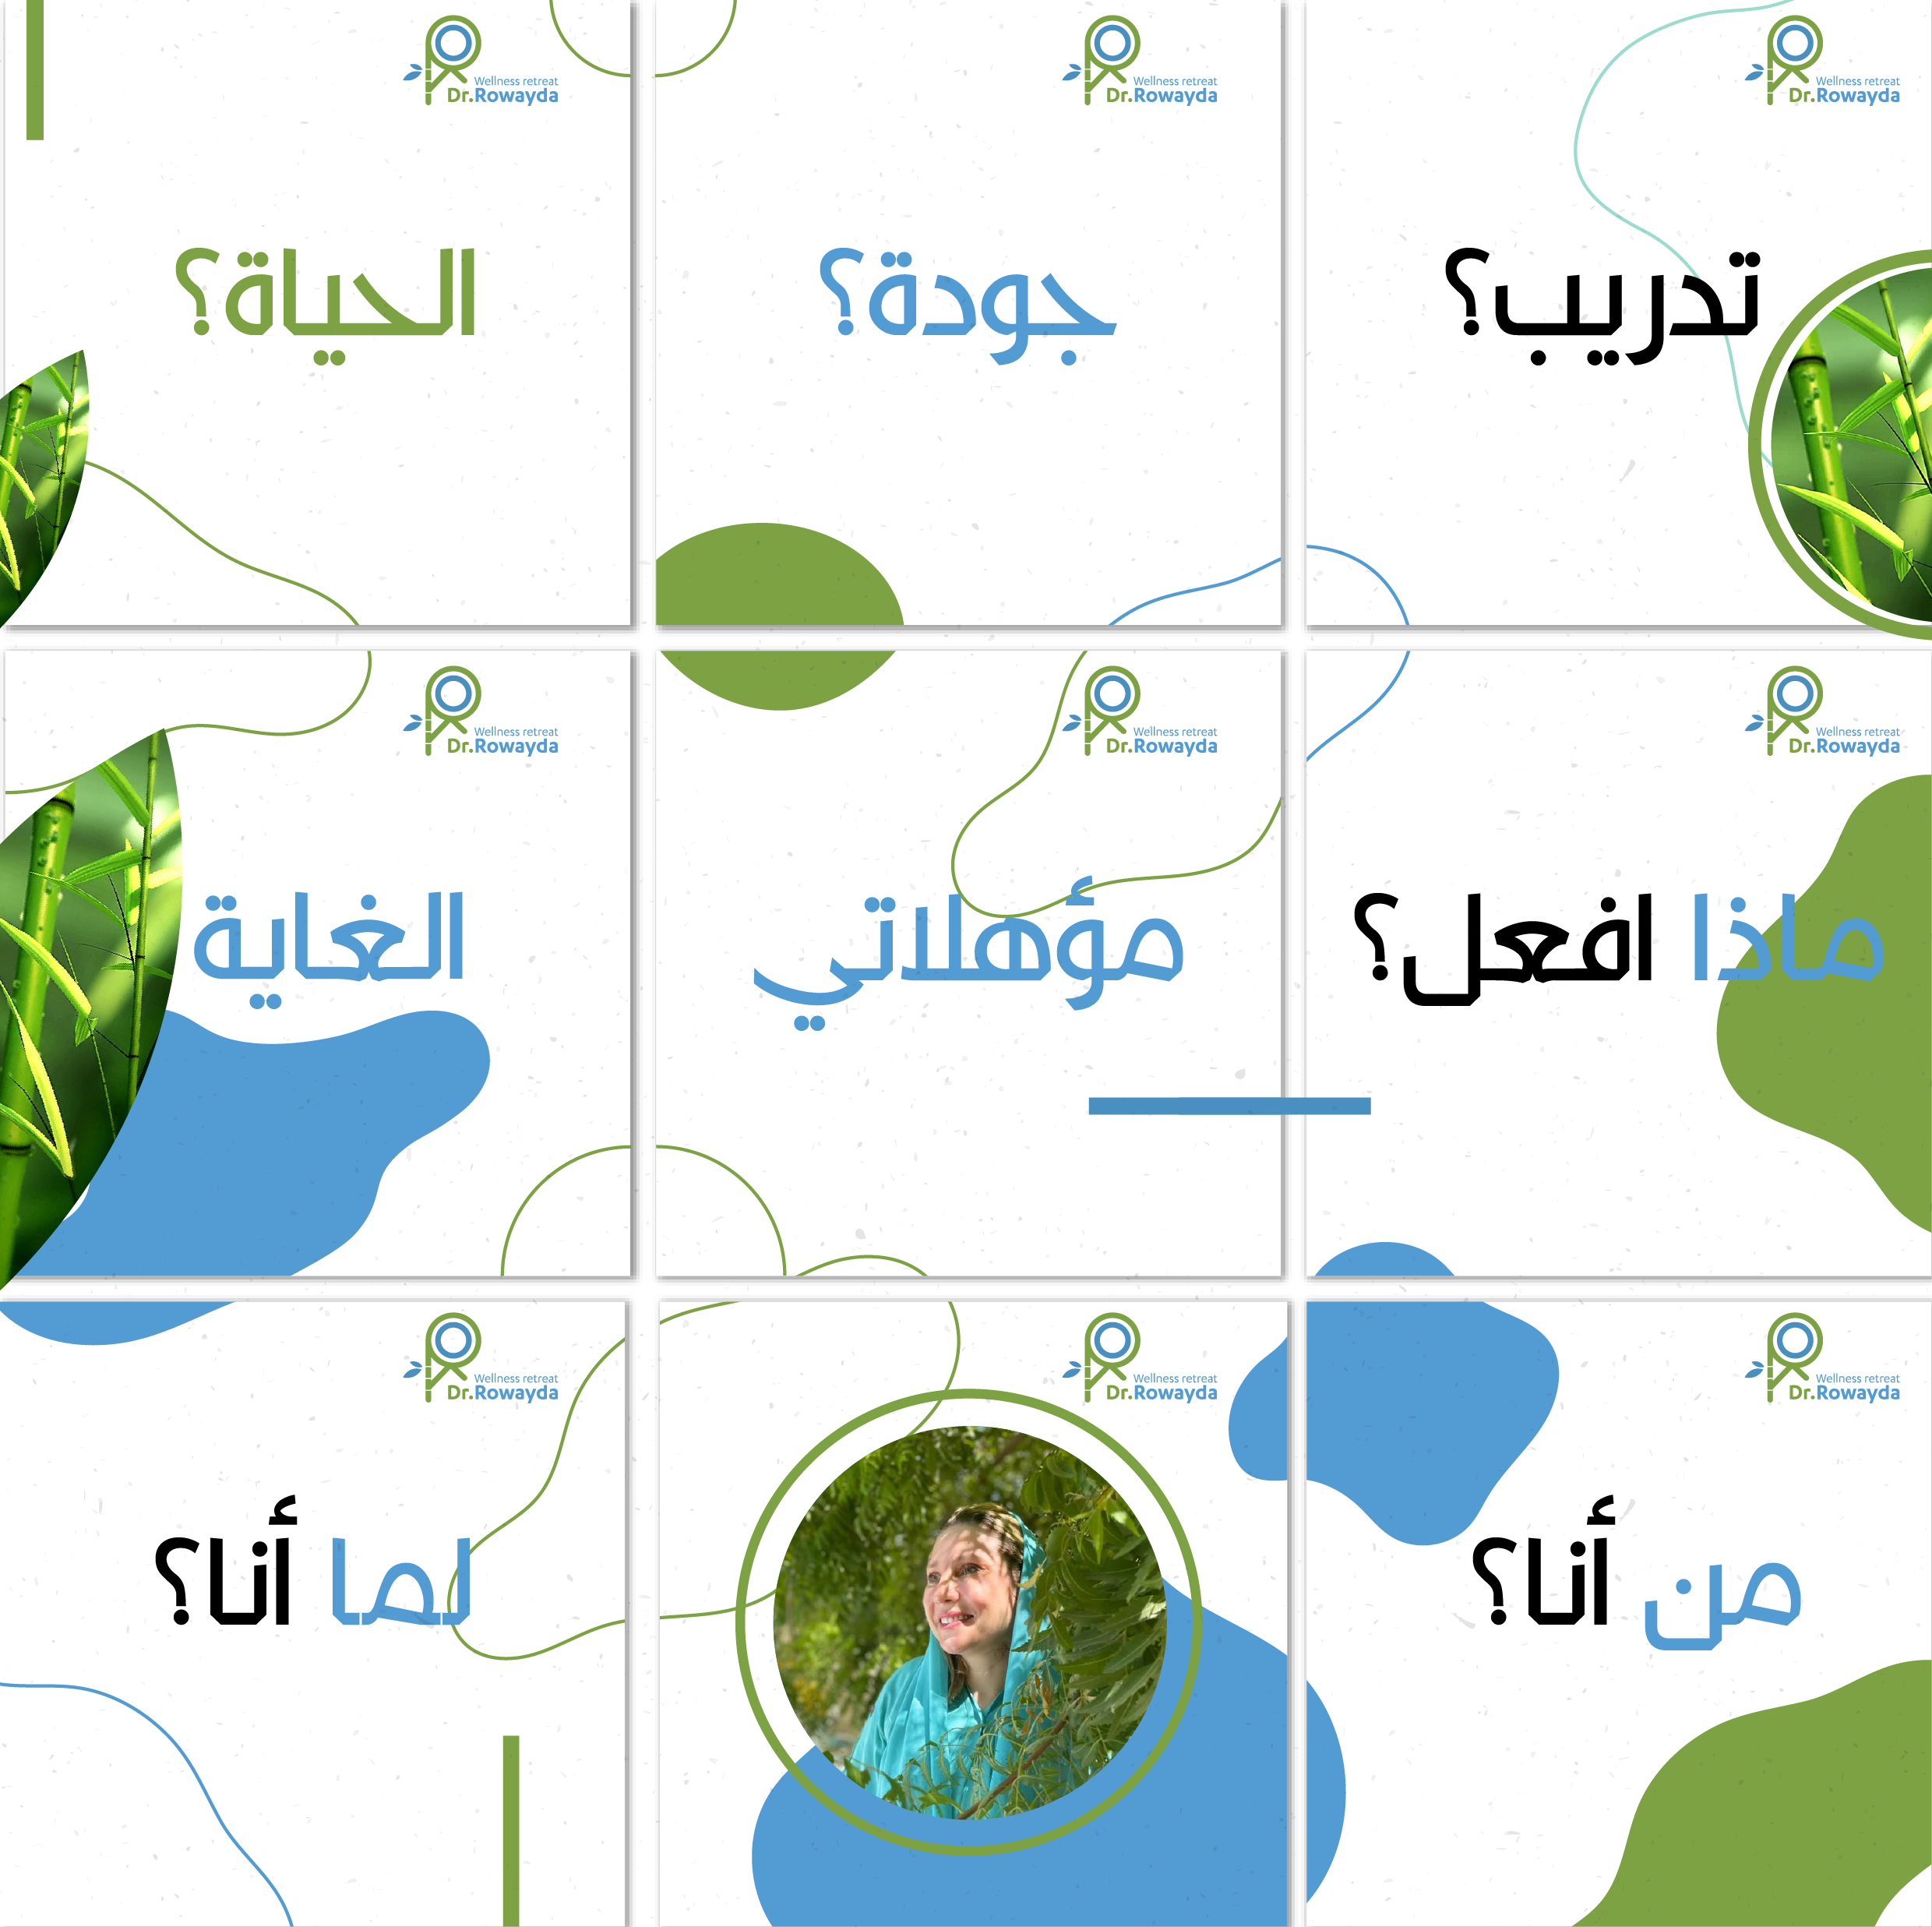 Wellness retreat
Dr.Rowayda
تدريب؟
Wellness retreat
Dr.Rowayda
جودة؟
Wellness retreat
Dr.Rowayda
الحياة؟
Wellness retreat
Dr.Rowayda
ماذا افعل؟
Wellness retreat
Dr.Rowayda
مؤهلاتي
Wellness retreat
Dr.Rowayda
الغاية
Wellness retreat
Dr.Rowayda
من أنا؟
Wellness retreat
Dr.Rowayda
Wellness retreat
Dr.Rowayda
لما أنا؟